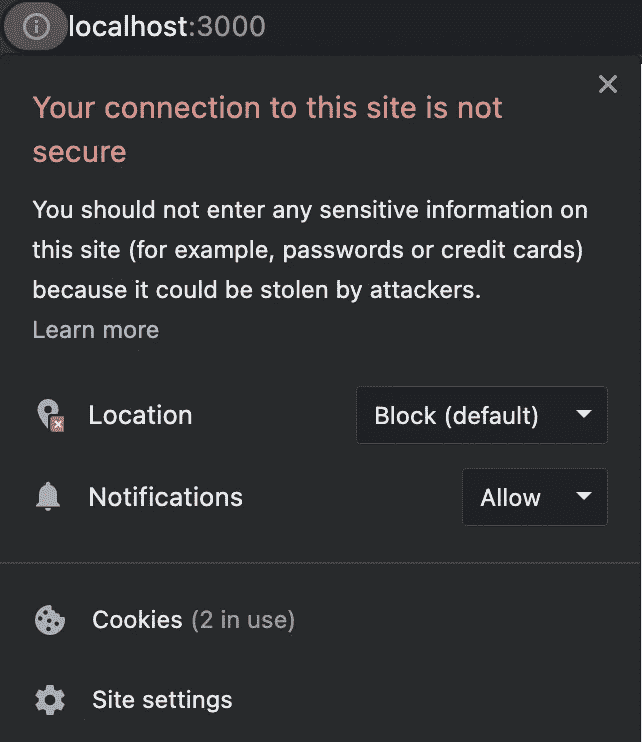 localhost:3000
Your connection to this site is not
secure
You should not enter any sensitive information on
this site (for example, passwords or credit cards)
because it could be stolen by attackers.
Learn more
Location Block (default)
Notifications Allow
Cookies (2 in use)
Site settings